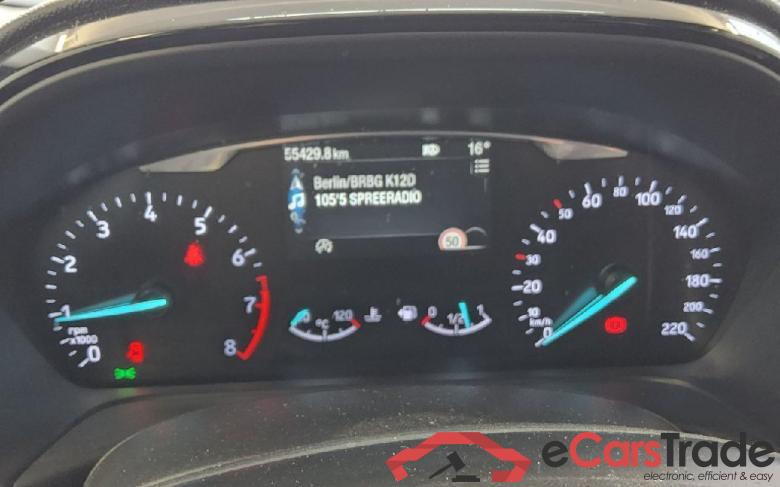 55429.8 km 16°
Berlin/BRBG K12D
105'5 SPREERADIO
50
0 1 2 3 4 5 6 7 8
rpm
x1000
0 120
°C
0 1/2 1
0 10 20 30 40 50 60 80 100 120 140 160 180 200 220
km/h
eCarsTrade
electronic, efficient & easy